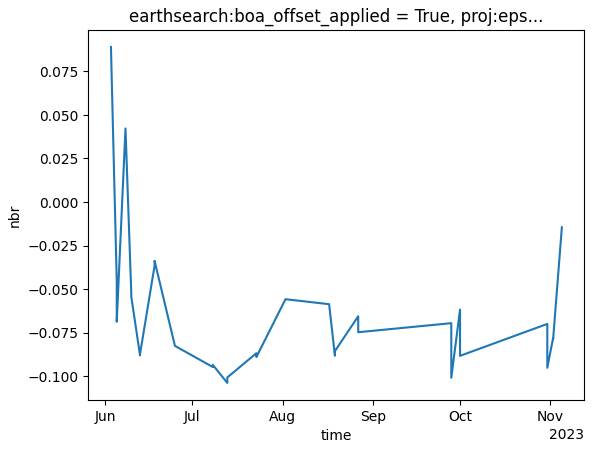 earthsearch:boa_offset_applied = True, proj:eps...
0.075
0.050
0.025
0.000
−0.025
−0.050
−0.075
−0.100
nbr
Jun Jul Aug Sep Oct Nov
time
2023